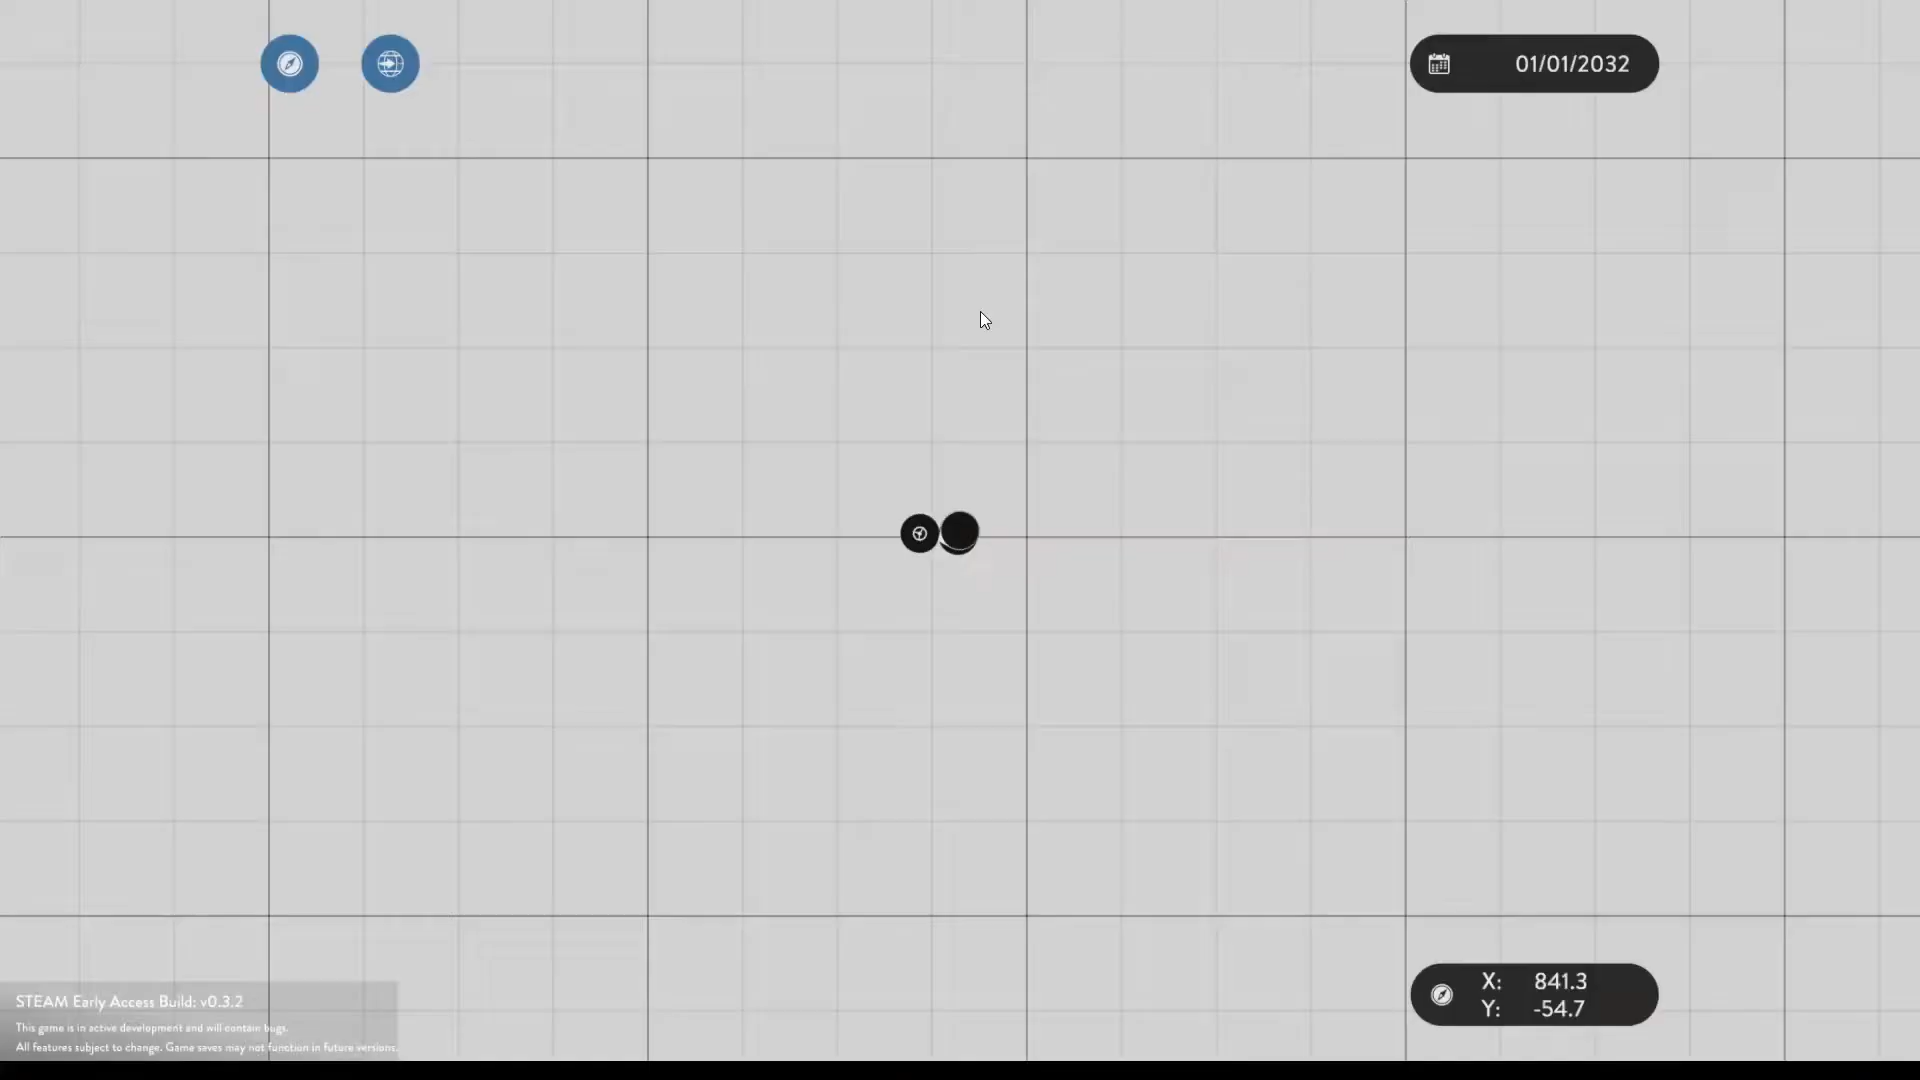 01/01/2032
X: 841.3
Y: -54.7
STEAM Early Access Build: v0.3.2
This game is in active development and will contain bugs.
All features subject to change. Game saves may not function in future versions.